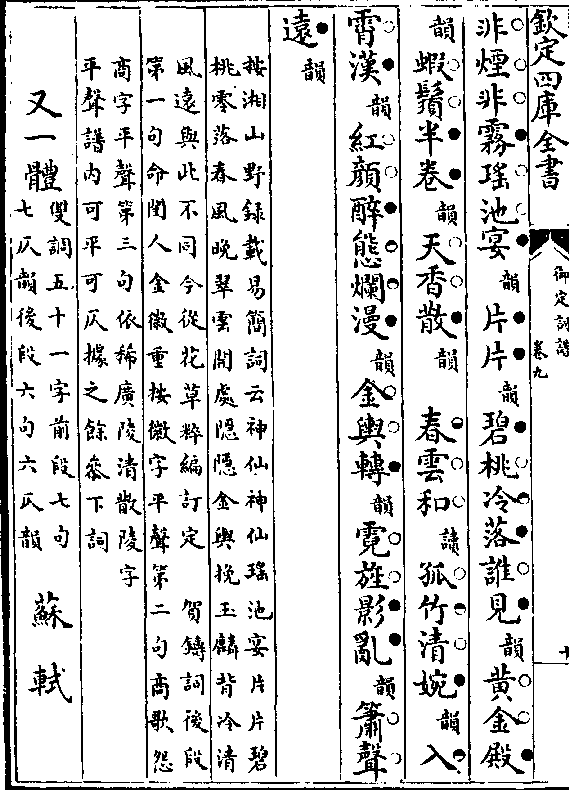 欽定四庫全書
御定詞譜 卷九
十
非煙非霧瑶池宴韻片片韻碧桃冷落誰見韻黄金殿
韻蝦鬚半卷韻天香散韻 春雲和讀孤竹清婉韻入
霄漢韻紅顔醉態爛漫韻金輿轉韻霓旌影亂韻簫聲
遠韻
按湘山野録載易簡詞云神仙神仙瑶池宴片片碧
桃零落春風晚翠雲開處隱隱金輿挽玉麟背冷清
風遠與此不同今從花草粹編訂定 賀鑄詞後段
第一句命閨人金徽重按徽字平聲第二句商歌怨
商字平聲第三句依稀廣陵清散陵字
平聲譜内可平可仄據之餘參下詞
又一體
雙調五十一字前段七句
七仄韻後段六句六仄韻
蘇軾